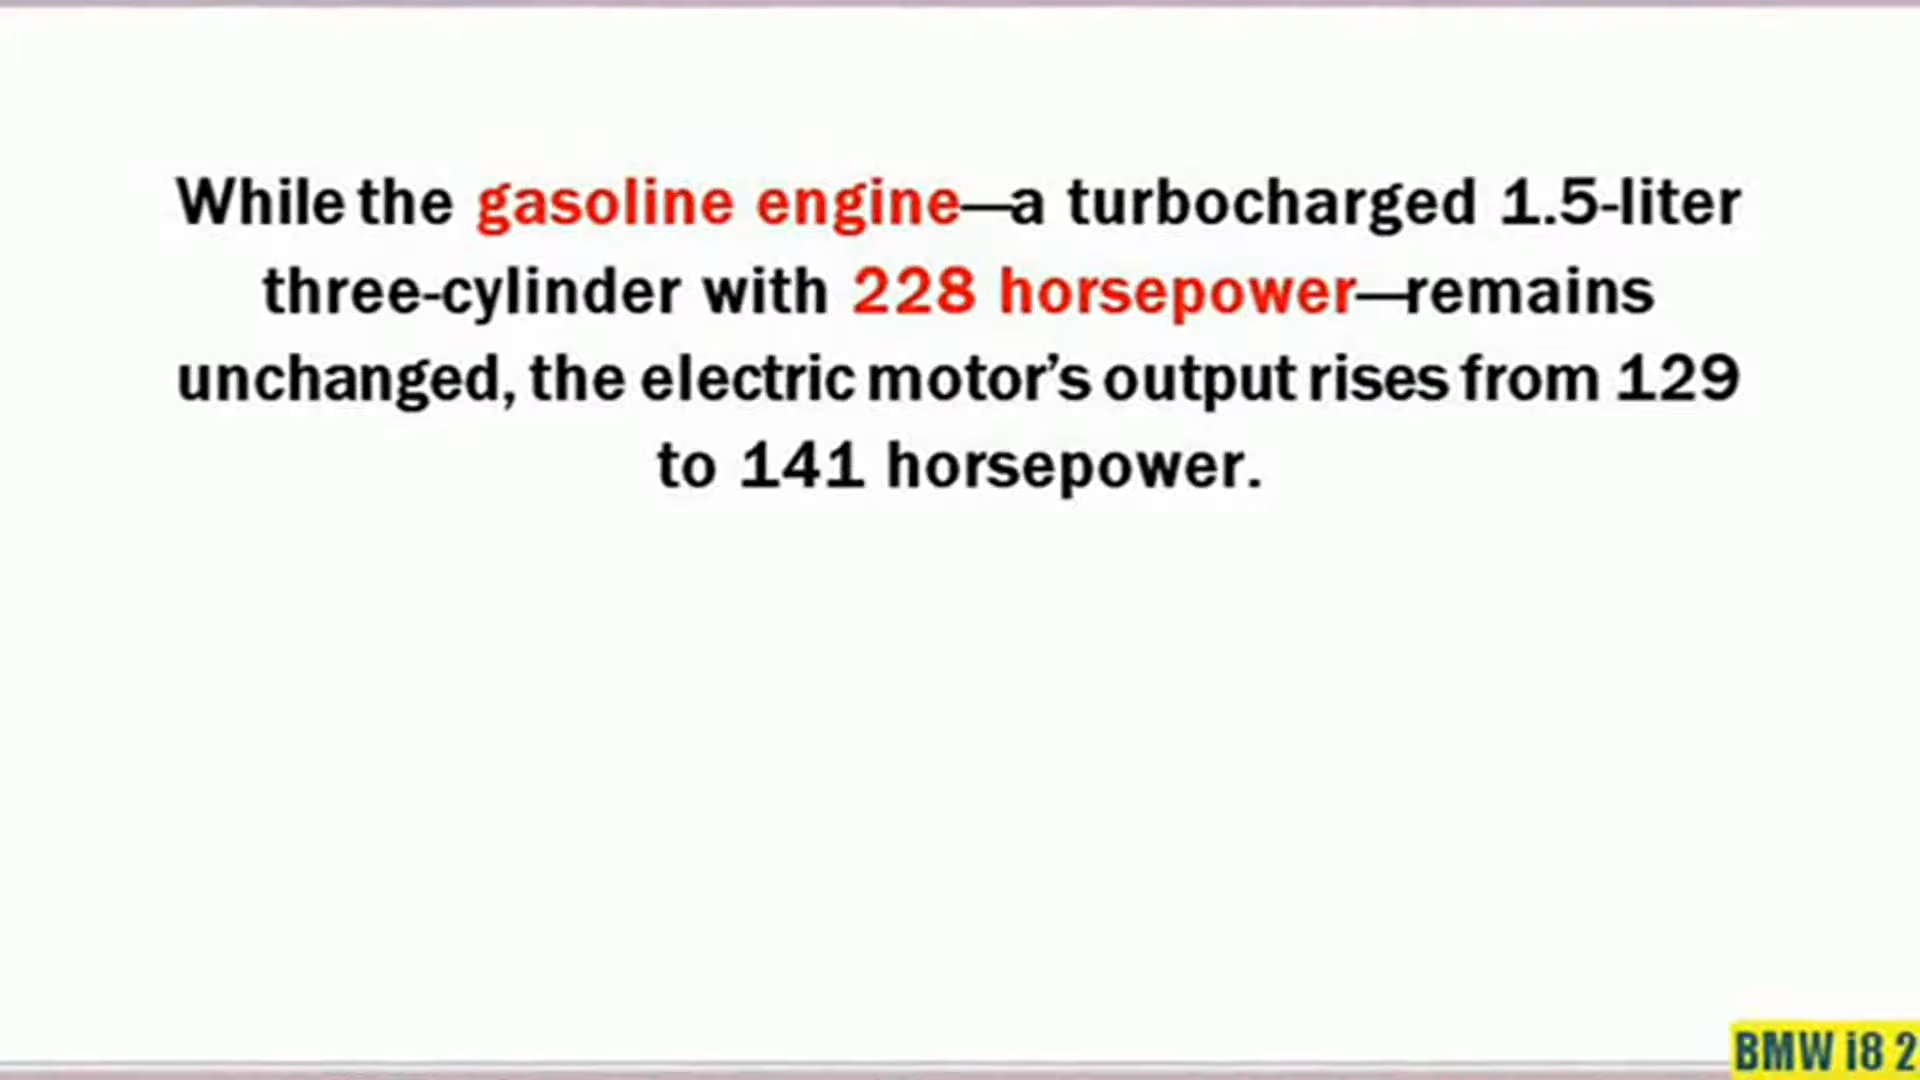 While the gasoline engine—a turbocharged 1.5-liter
three-cylinder with 228 horsepower—remains
unchanged, the electric motor’s output rises from 129
to 141 horsepower.
BMW i8 2